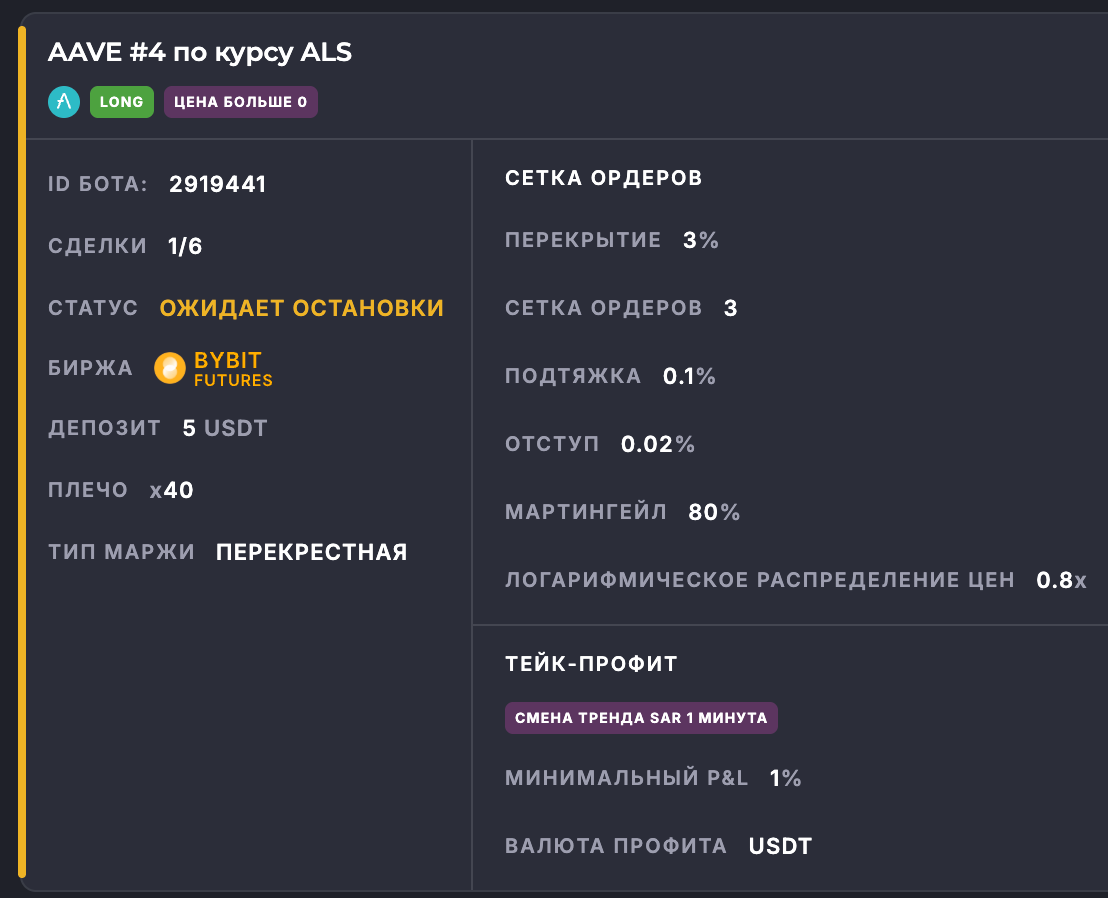 AAVE #4 по курсу ALS
LONG ЦЕНА БОЛЬШЕ 0
ID БОТА: 2919441
СДЕЛКИ 1/6
СТАТУС ОЖИДАЕТ ОСТАНОВКИ
БИРЖА BYBIT
FUTURES
ДЕПОЗИТ 5 USDT
ПЛЕЧО x40
ТИП МАРЖИ ПЕРЕКРЕСТНАЯ
СЕТКА ОРДЕРОВ
ПЕРЕКРЫТИЕ 3%
СЕТКА ОРДЕРОВ 3
ПОДТЯЖКА 0.1%
ОТСТУП 0.02%
МАРТИНГЕЙЛ 80%
ЛОГАРИФМИЧЕСКОЕ РАСПРЕДЕЛЕНИЕ ЦЕН 0.8x
ТЕЙК-ПРОФИТ
СМЕНА ТРЕНДА SAR 1 МИНУТА
МИНИМАЛЬНЫЙ P&L 1%
ВАЛЮТА ПРОФИТА USDT